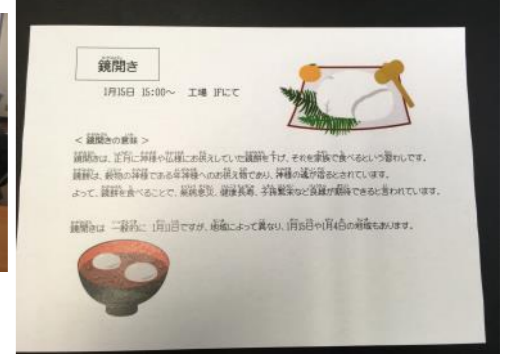 鏡開き
1月15日 15:00～ 工場 1Fにて
＜ 鏡開きの意味 ＞
鏡開きは、正月に神様や仏様にお供えしていた鏡餅を下げ、それを家族で食べるという習わしです。
鏡餅は、穀物の神様である年神様へのお供え物であり、神様の魂が宿るとされています。
よって、鏡餅を食べることで、無病息災、健康長寿、子孫繁栄など良縁が期待できると言われています。
鏡開きは 一般的に 1月11日ですが、地域によって異なり、1月15日や1月4日の地域もあります。